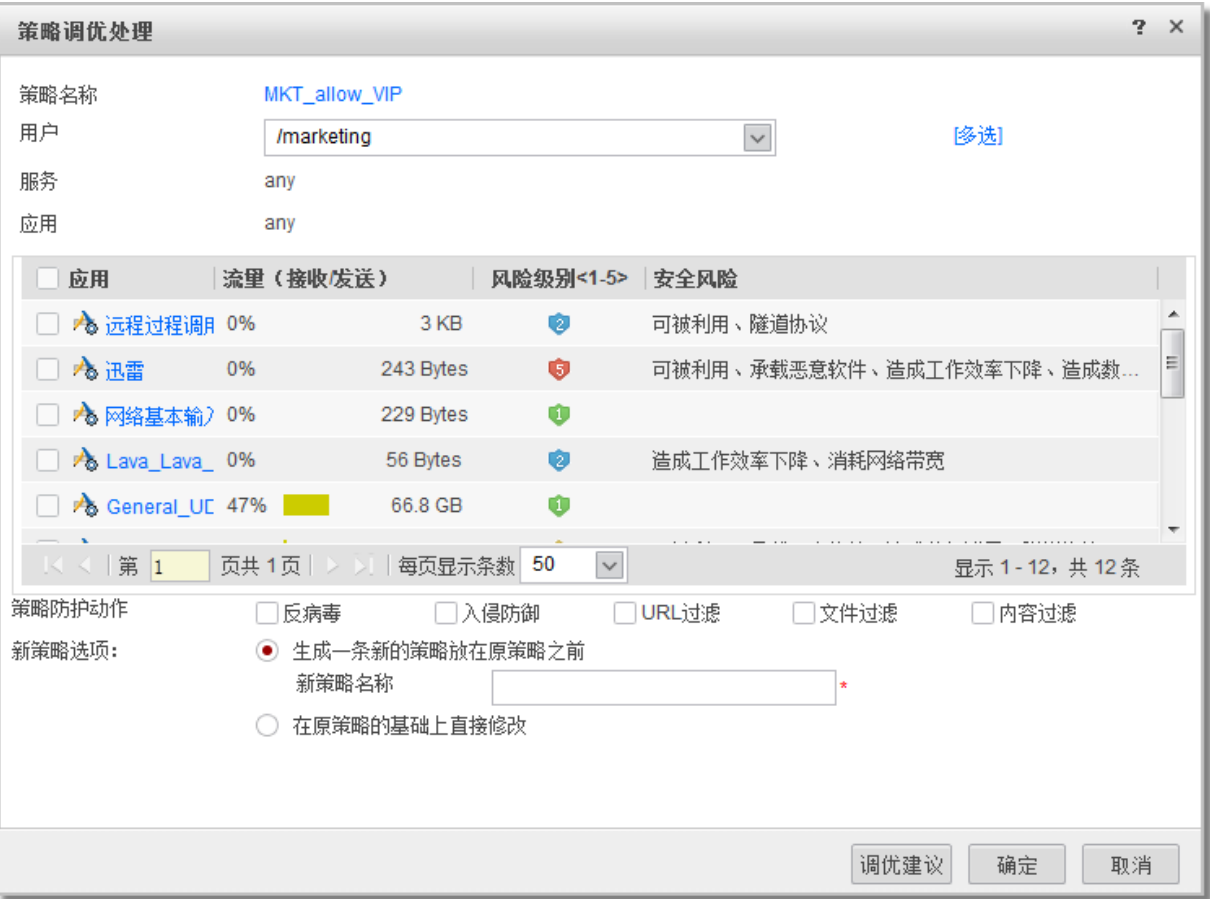 策略调优处理 ? ×
策略名称 MKT_allow_VIP
用户 /marketing [多选]
服务 any
应用 any
应用 流量（接收/发送） 风险级别<1-5> 安全风险
远程过程调用 0% 3 KB 2 可被利用、隧道协议
迅雷 0% 243 Bytes 5 可被利用、承载恶意软件、造成工作效率下降、造成数...
网络基本输入 0% 229 Bytes 1
Lava_Lava_ 0% 56 Bytes 2 造成工作效率下降、消耗网络带宽
General_UD 47% 66.8 GB 1
第 1 页共 1 页 每页显示条数 50 显示 1 - 12，共 12 条
策略防护动作 反病毒 入侵防御 URL过滤 文件过滤 内容过滤
新策略选项： 生成一条新的策略放在原策略之前
新策略名称 *
在原策略的基础上直接修改
调优建议 确定 取消